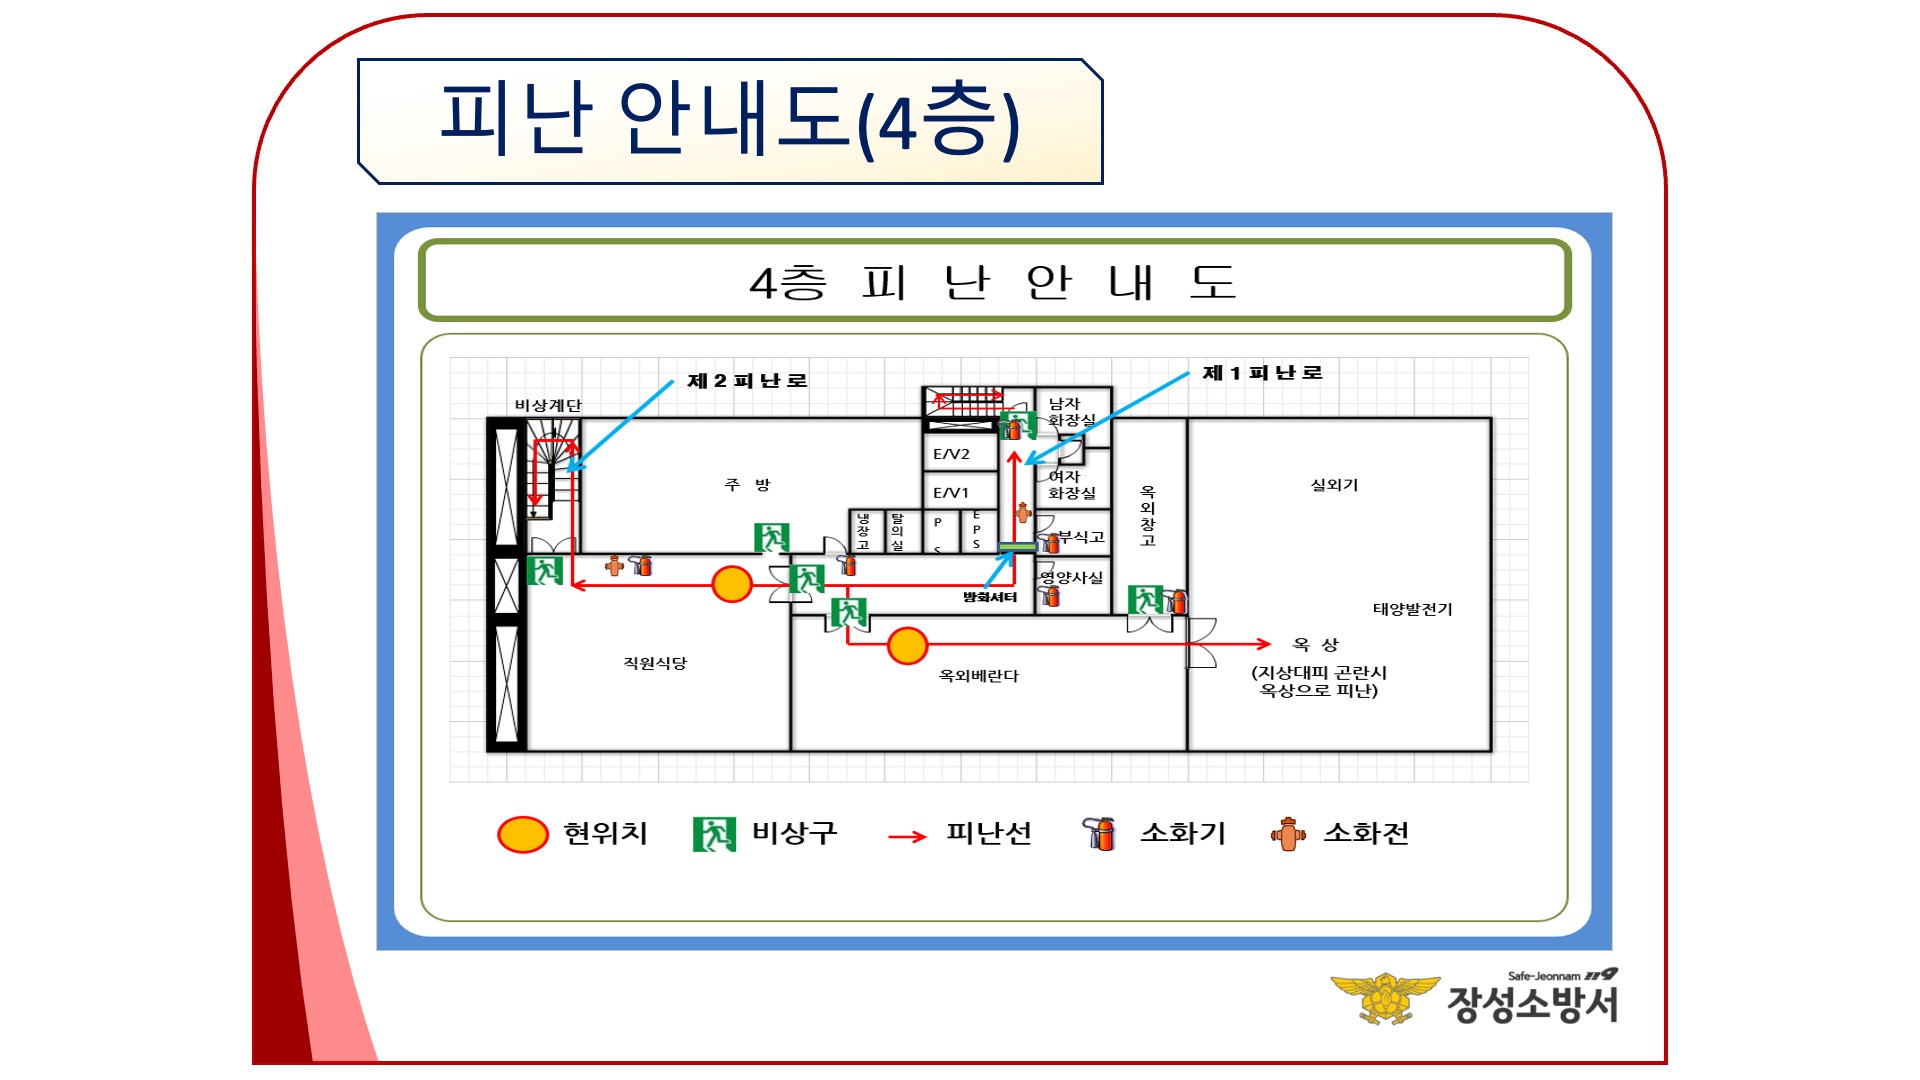 피난 안내도(4층)
4층 피 난 안 내 도
제2피난로
제1피난로
비상계단
남자
화장실
E/V2
E/V1
여자
화장실
주 방
옥
외
창
고
실외기
냉
장
고
탈
의
실
P
S
E
P
S
부식고
영양사실
방화셔터
태양발전기
직원식당
옥외베란다
옥 상
(지상대피 곤란시
옥상으로 피난)
현위치
비상구
피난선
소화기
소화전
Safe-Jeonnam 119
장성소방서